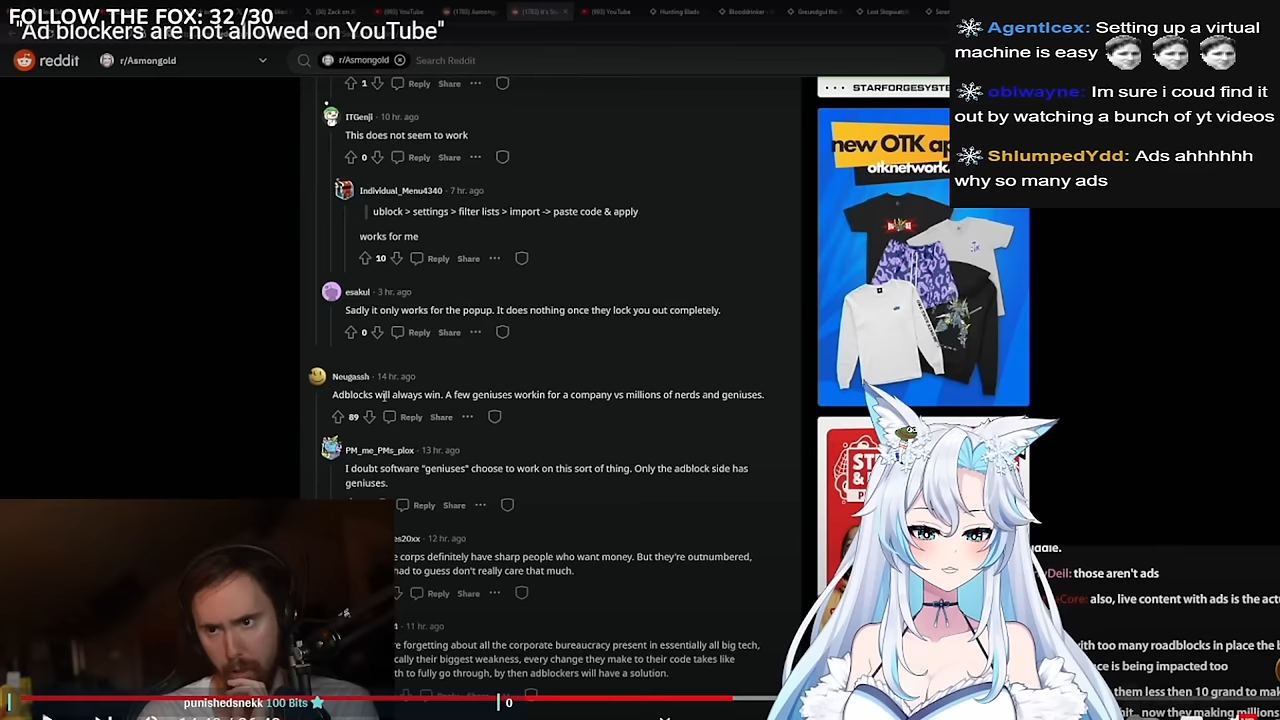 FOLLOW THE FOX: 32 /30
"Ad blockers are not allowed on YouTube"
reddit
r/Asmongold
r/Asmongold
Search Reddit
1 Reply Share
STARFORGESYSTE
ITGenji · 10 hr. ago
This does not seem to work
0 Reply Share
Individual_Menu4340 · 7 hr. ago
ublock > settings > filter lists > import -> paste code & apply
works for me
10 Reply Share
esakul · 3 hr. ago
Sadly it only works for the popup. It does nothing once they lock you out completely.
0 Reply Share
Neugassh · 14 hr. ago
Adblocks will always win. A few geniuses workin for a company vs millions of nerds and geniuses.
89 Reply Share
PM_me_PMs_plox · 13 hr. ago
I doubt software "geniuses" choose to work on this sort of thing. Only the adblock side has
geniuses.
Reply Share
es20xx · 12 hr. ago
e corps definitely have sharp people who want money. But they're outnumbered,
had to guess don't really care that much.
Reply Share
11 hr. ago
re forgetting about all the corporate bureaucracy present in essentially all big tech,
cally their biggest weakness, every change they make to their code takes like
th to fully go through, by then adblockers will have a solution.
new OTK ap
otknetwork.
AgentIcex: Setting up a virtual
machine is easy
obiwayne: Im sure i coud find it
out by watching a bunch of yt videos
ShlumpedYdd: Ads ahhhhhh
why so many ads
Deil: those aren't ads
Core: also, live content with ads is the actu
with too many roadblocks in place the
ce is being impacted too
them less then 10 grand to mak
now they making millions
punishedsnekk 100 Bits
0